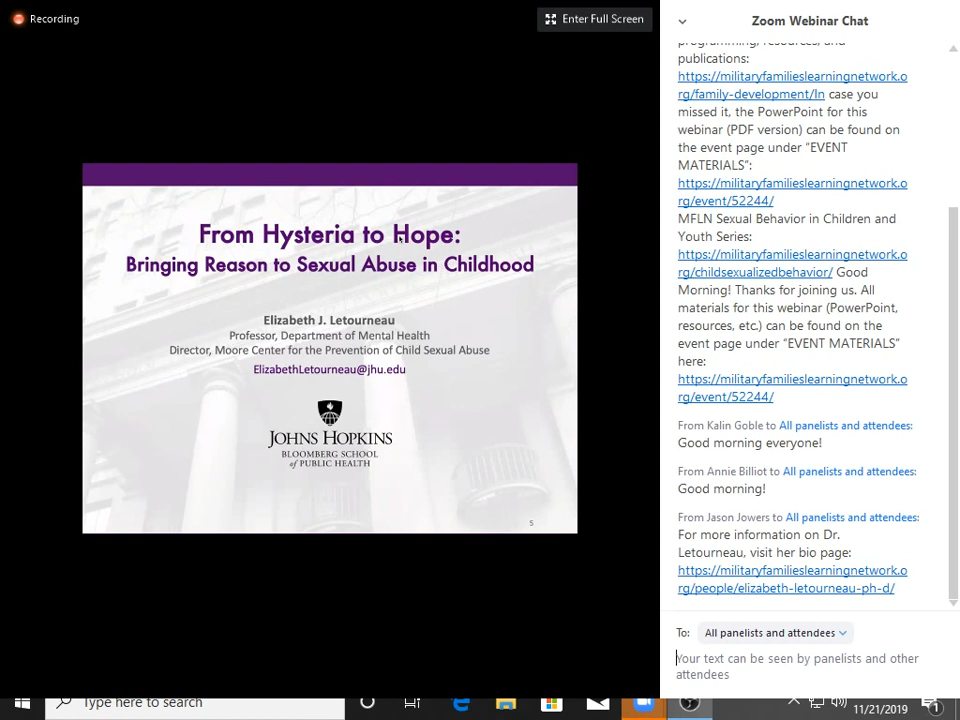 Recording
Enter Full Screen
From Hysteria to Hope:
Bringing Reason to Sexual Abuse in Childhood
Elizabeth J. Letourneau
Professor, Department of Mental Health
Director, Moore Center for the Prevention of Child Sexual Abuse
ElizabethLetourneau@jhu.edu
JOHNS HOPKINS
BLOOMBERG SCHOOL
of PUBLIC HEALTH
5
Zoom Webinar Chat
programming, resources, and
publications:
https://militaryfamilieslearningnetwork.o
rg/family-development/In case you
missed it, the PowerPoint for this
webinar (PDF version) can be found on
the event page under “EVENT
MATERIALS”:
https://militaryfamilieslearningnetwork.o
rg/event/52244/
MFLN Sexual Behavior in Children and
Youth Series:
https://militaryfamilieslearningnetwork.o
rg/childsexualizedbehavior/ Good
Morning! Thanks for joining us. All
materials for this webinar (PowerPoint,
resources, etc.) can be found on the
event page under “EVENT MATERIALS”
here:
https://militaryfamilieslearningnetwork.o
rg/event/52244/
From Kalin Goble to All panelists and attendees:
Good morning everyone!
From Annie Billiot to All panelists and attendees:
Good morning!
From Jason Jowers to All panelists and attendees:
For more information on Dr.
Letourneau, visit her bio page:
https://militaryfamilieslearningnetwork.o
rg/people/elizabeth-letourneau-ph-d/
To: All panelists and attendees
Your text can be seen by panelists and other
attendees
Type here to search
11/21/2019
1